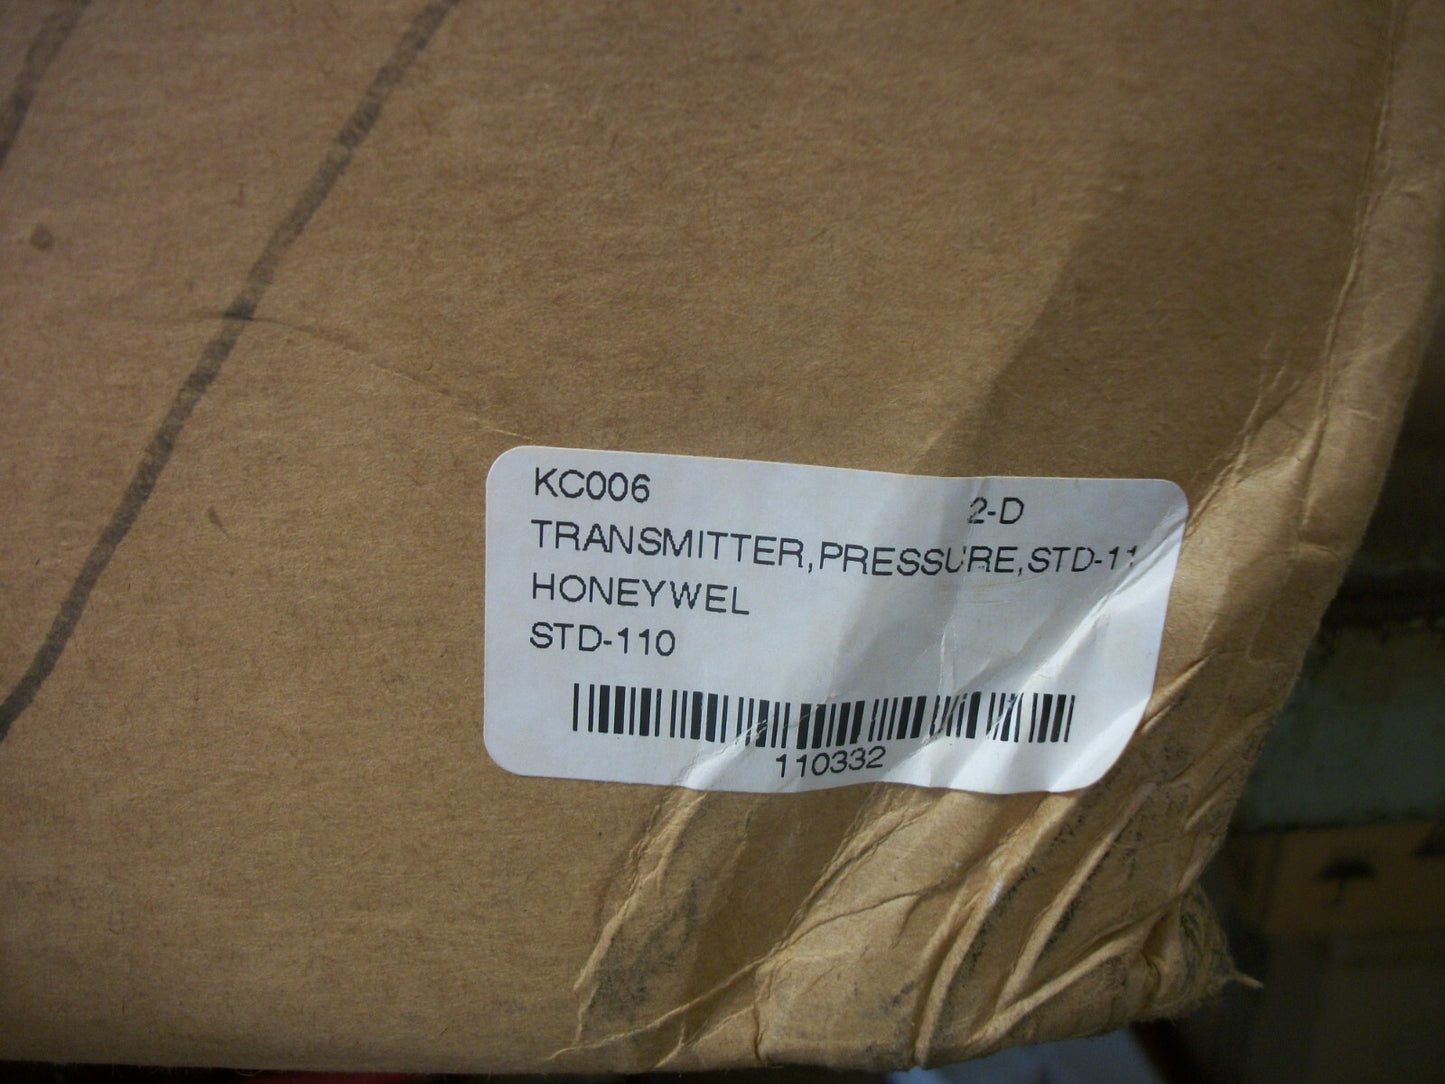 KC006 2-D
TRANSMITTER,PRESSURE,STD-11
HONEYWEL
STD-110
110332